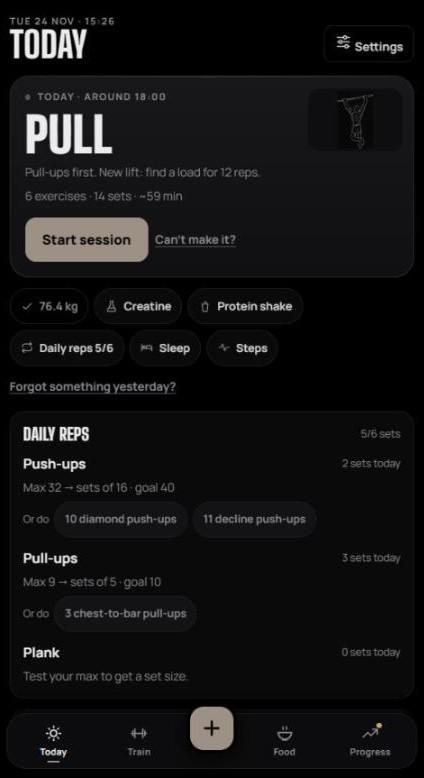 TUE 24 NOV · 15:26
TODAY
Settings
TODAY · AROUND 18:00
PULL
Pull-ups first. New lift: find a load for 12 reps.
6 exercises · 14 sets · ~59 min
Start session
Can't make it?
76.4 kg
Creatine
Protein shake
Daily reps 5/6
Sleep
Steps
Forgot something yesterday?
DAILY REPS
5/6 sets
Push-ups
2 sets today
Max 32 → sets of 16 · goal 40
Or do
10 diamond push-ups
11 decline push-ups
Pull-ups
3 sets today
Max 9 → sets of 5 · goal 10
Or do
3 chest-to-bar pull-ups
Plank
0 sets today
Test your max to get a set size.
Today
Train
Food
Progress